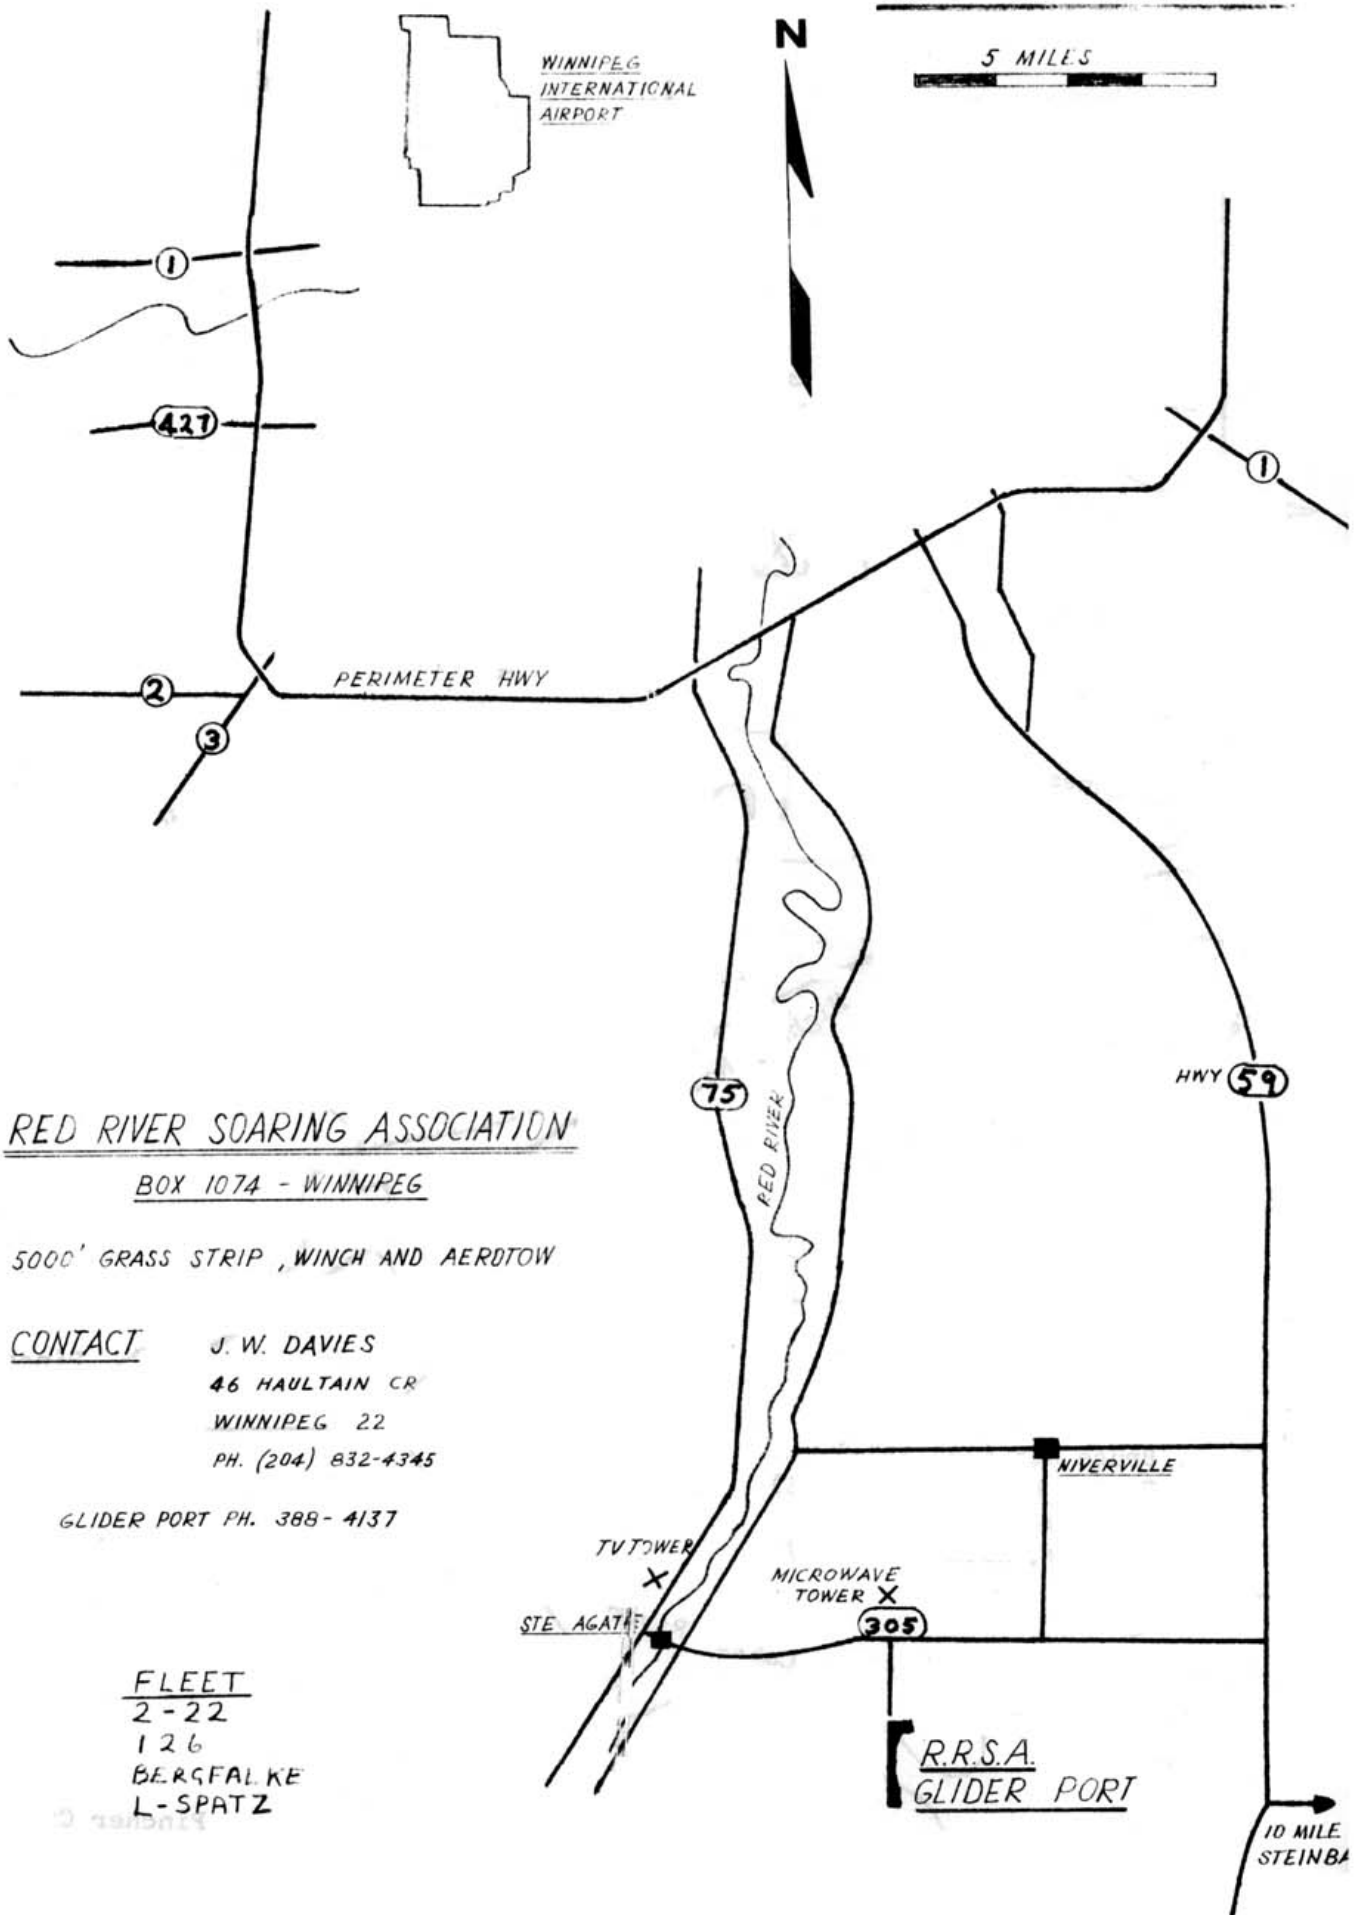 N
5 MILES
WINNIPEG
INTERNATIONAL
AIRPORT
1
427
1
2
3
PERIMETER HWY
75
HWY 59
RED RIVER
RED RIVER SOARING ASSOCIATION
BOX 1074 - WINNIPEG
5000' GRASS STRIP, WINCH AND AEROTOW
CONTACT J. W. DAVIES
46 HAULTAIN CR
WINNIPEG 22
PH. (204) 832-4345
GLIDER PORT PH. 388-4137
NIVERVILLE
TV TOWER
MICROWAVE
TOWER
305
STE AGATHE
FLEET
2-22
126
BERGFALKE
L-SPATZ
R.R.S.A.
GLIDER PORT
10 MILE
STEINBA